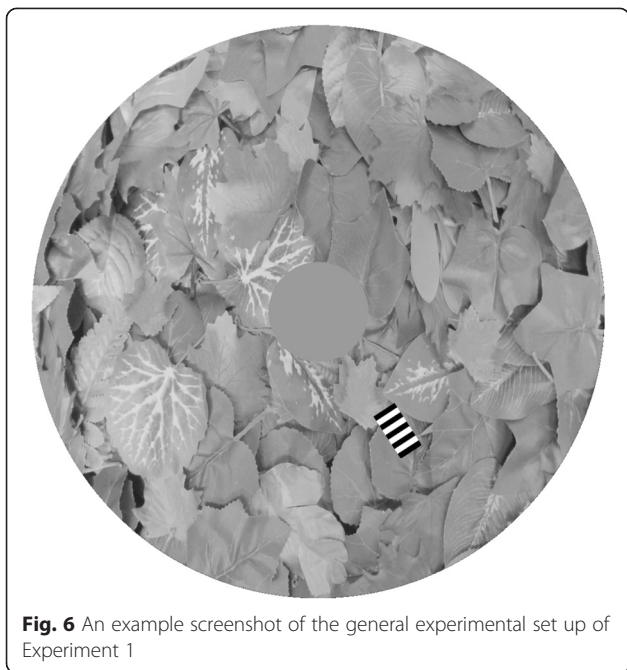 Fig. 6 An example screenshot of the general experimental set up of
Experiment 1